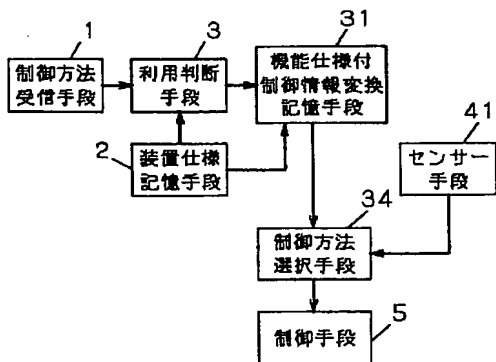 1
制御方法
受信手段
3
利用判断
手段
31
機能仕様付
制御情報変換
記憶手段
2
装置仕様
記憶手段
41
センサー
手段
34
制御方法
選択手段
制御手段
5